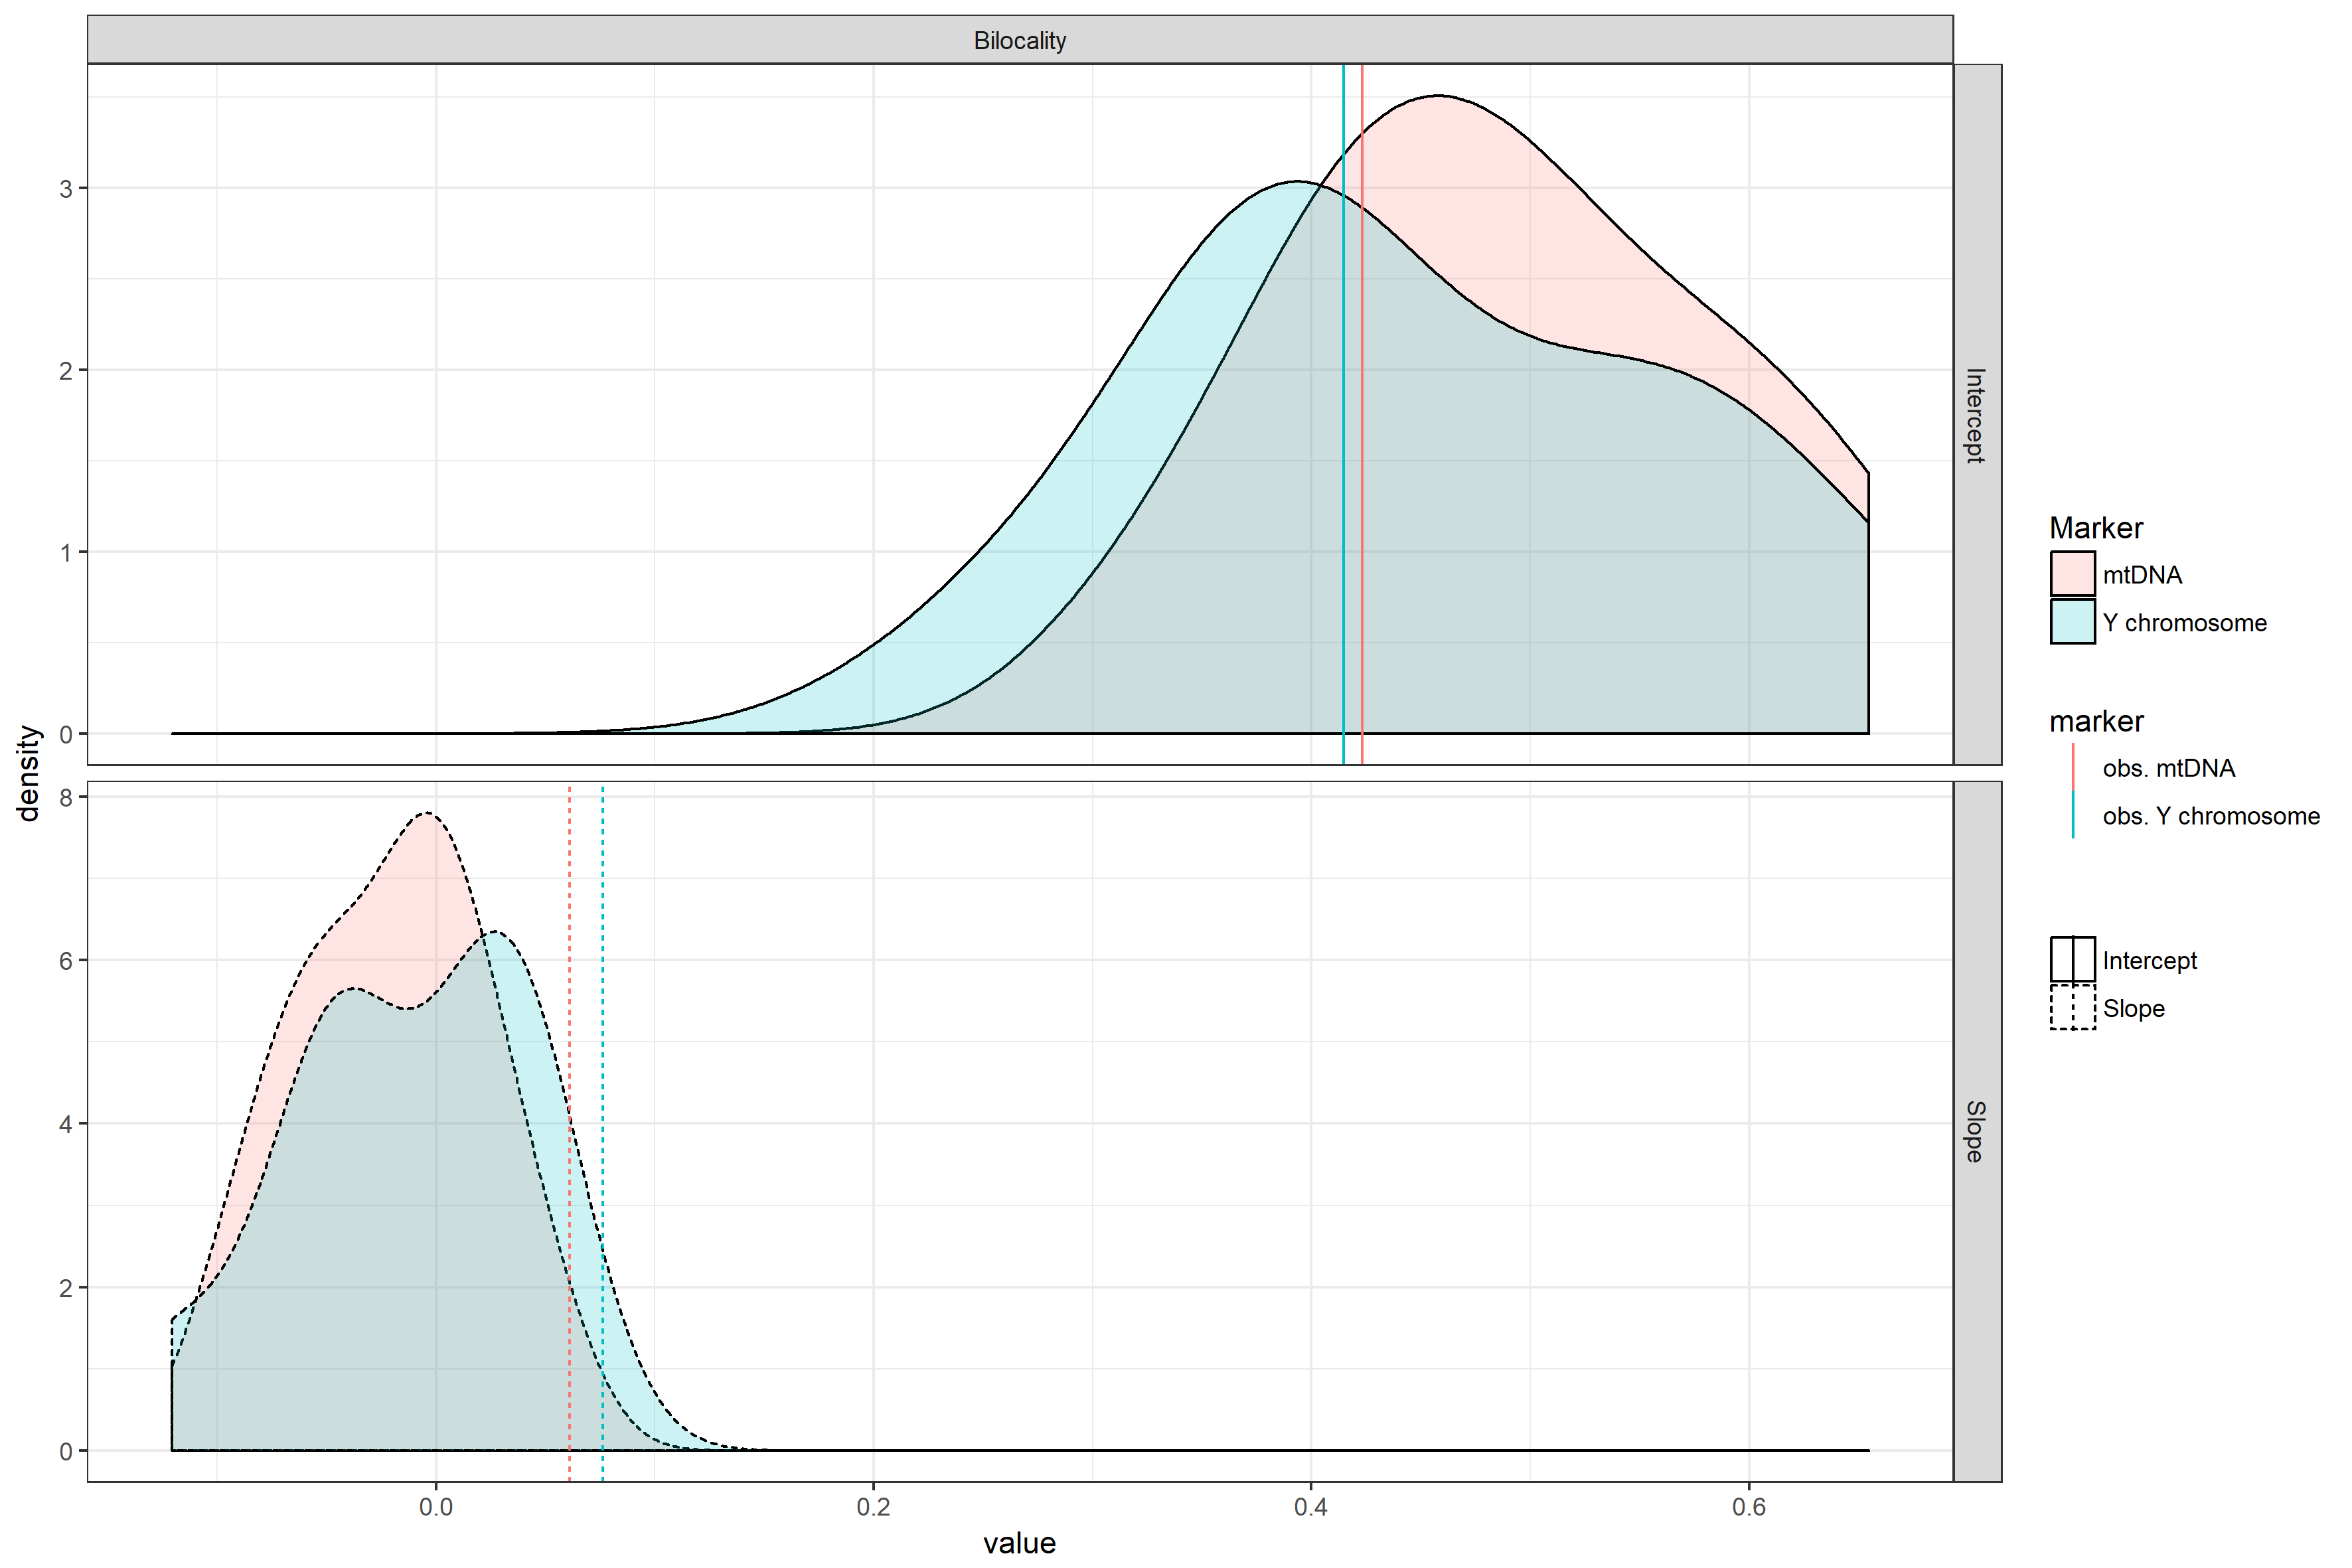 Bilocality
Intercept
3
2
1
0
density
Slope
8
6
4
2
0
0.0
0.2
0.4
0.6
value
Marker
mtDNA
Y chromosome
marker
obs. mtDNA
obs. Y chromosome
Intercept
Slope